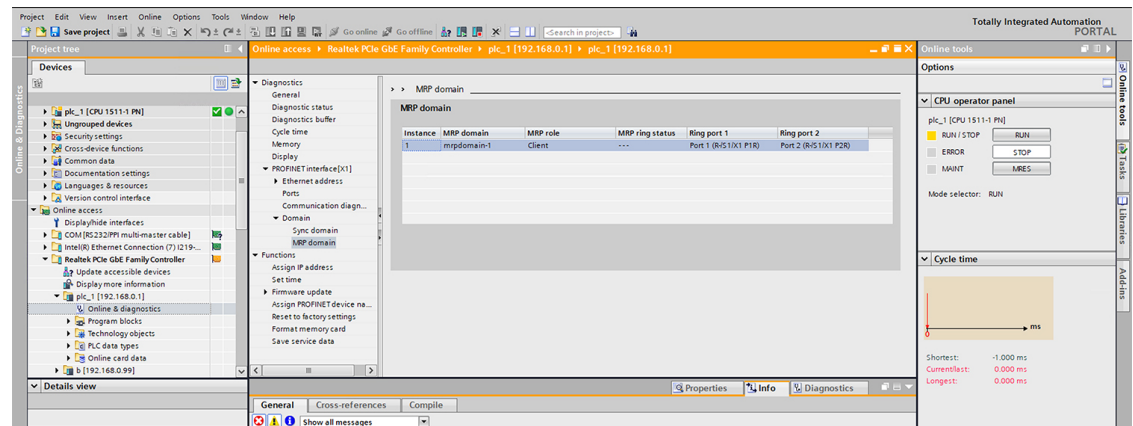 Project Edit View Insert Online Options Tools Window Help
Totally Integrated Automation
PORTAL
Save project Go online Go offline <Search in project>
Project tree
Online access Realtek PCIe GbE Family Controller plc_1 [192.168.0.1] plc_1 [192.168.0.1]
Online tools
Devices
Options
Online & Diagnostics
plc_1 [CPU 1511-1 PN]
Ungrouped devices
Security settings
Cross-device functions
Common data
Documentation settings
Languages & resources
Version control interface
Online access
Display/hide interfaces
COM [RS232/PPI multi-master cable]
Intel(R) Ethernet Connection (7) I219-...
Realtek PCIe GbE Family Controller
Update accessible devices
Display more information
plc_1 [192.168.0.1]
Online & diagnostics
Program blocks
Technology objects
PLC data types
Online card data
b [192.168.0.99]
Details view
Diagnostics
General
Diagnostic status
Diagnostics buffer
Cycle time
Memory
Display
PROFINET interface [X1]
Ethernet address
Ports
Communication diagn...
Domain
Sync domain
MRP domain
Functions
Assign IP address
Set time
Firmware update
Assign PROFINET device na...
Reset to factory settings
Format memory card
Save service data
> > MRP domain
MRP domain
Instance MRP domain MRP role MRP ring status Ring port 1 Ring port 2
1 mrpdomain-1 Client --- Port 1 (R-/S1/X1 P1R) Port 2 (R-/S1/X1 P2R)
Properties Info Diagnostics
General Cross-references Compile
Show all messages
CPU operator panel
plc_1 [CPU 1511-1 PN]
RUN / STOP RUN
ERROR STOP
MAINT MRES
Mode selector: RUN
Cycle time
ms
0
Shortest: -1.000 ms
Current/last: 0.000 ms
Longest: 0.000 ms
Online tools
Tasks
Libraries
Add-ins